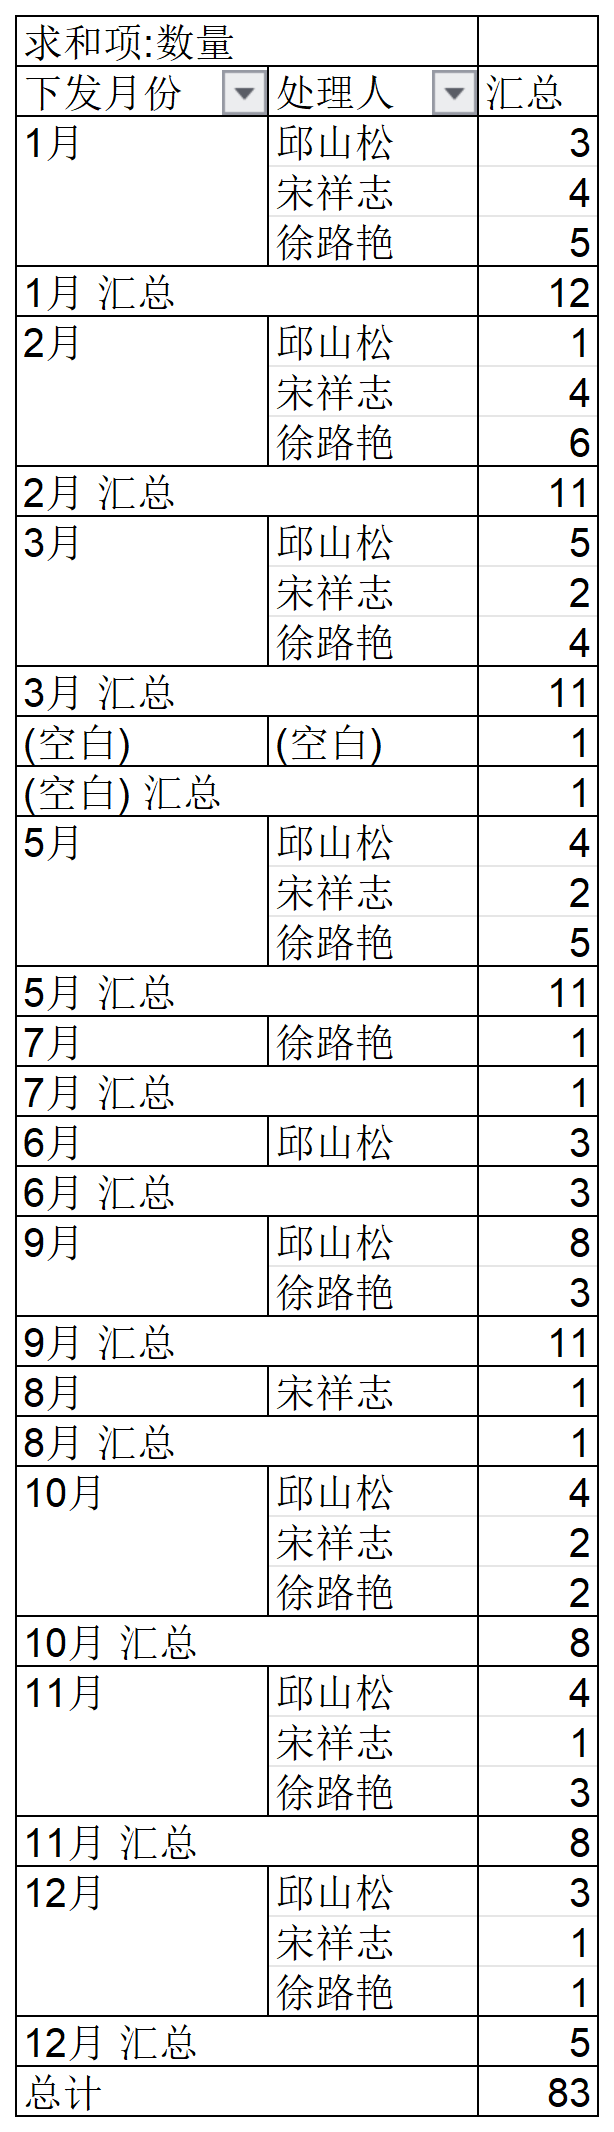 求和项:数量
下发月份 处理人 汇总
1月 邱山松 3
宋祥志 4
徐路艳 5
1月 汇总 12
2月 邱山松 1
宋祥志 4
徐路艳 6
2月 汇总 11
3月 邱山松 5
宋祥志 2
徐路艳 4
3月 汇总 11
(空白) (空白) 1
(空白) 汇总 1
5月 邱山松 4
宋祥志 2
徐路艳 5
5月 汇总 11
7月 徐路艳 1
7月 汇总 1
6月 邱山松 3
6月 汇总 3
9月 邱山松 8
徐路艳 3
9月 汇总 11
8月 宋祥志 1
8月 汇总 1
10月 邱山松 4
宋祥志 2
徐路艳 2
10月 汇总 8
11月 邱山松 4
宋祥志 1
徐路艳 3
11月 汇总 8
12月 邱山松 3
宋祥志 1
徐路艳 1
12月 汇总 5
总计 83